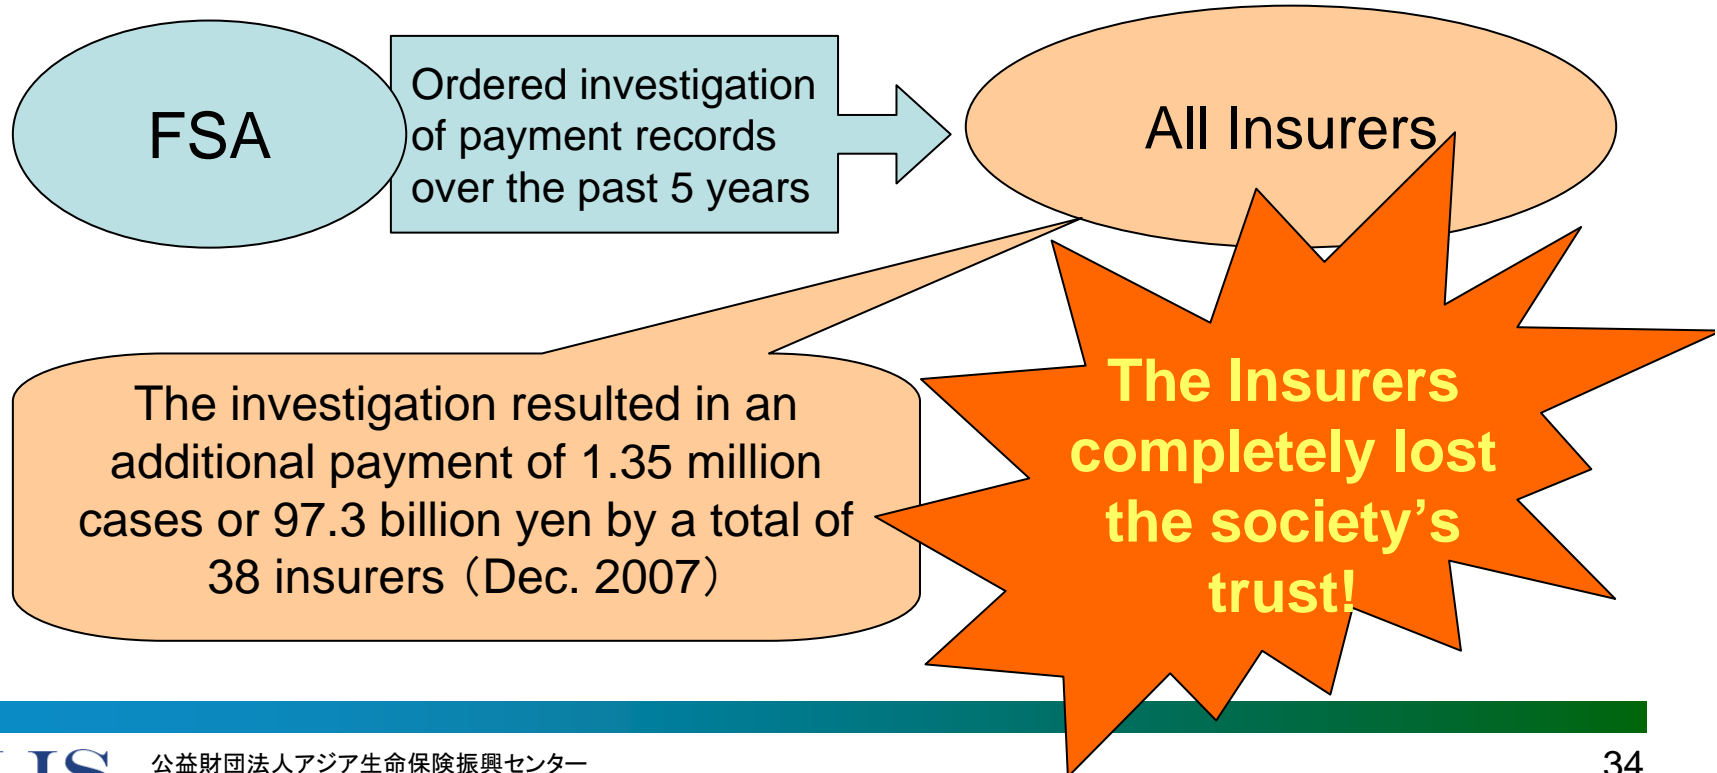 FSA
Ordered investigation
of payment records
over the past 5 years
All Insurers
The investigation resulted in an
additional payment of 1.35 million
cases or 97.3 billion yen by a total of
38 insurers（Dec. 2007）
The Insurers
completely lost
the society’s
trust!
公益財団法人アジア生命保険振興センター
34